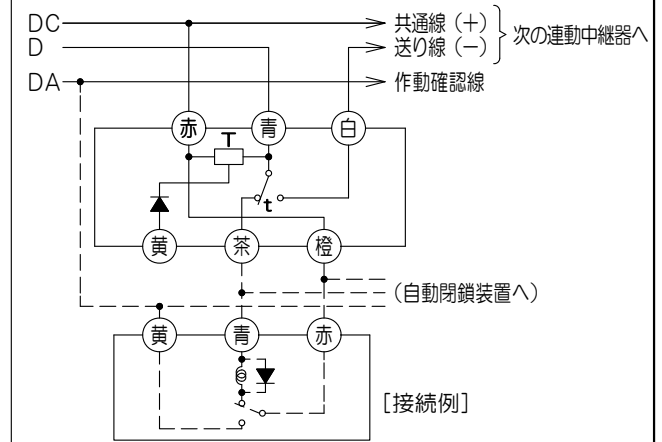 DC
共通線（＋）
D
送り線（－）
次の連動中継器へ
DA
作動確認線
赤
青
白
T
t
黄
茶
橙
（自動閉鎖装置へ）
黄
青
赤
［接続例］